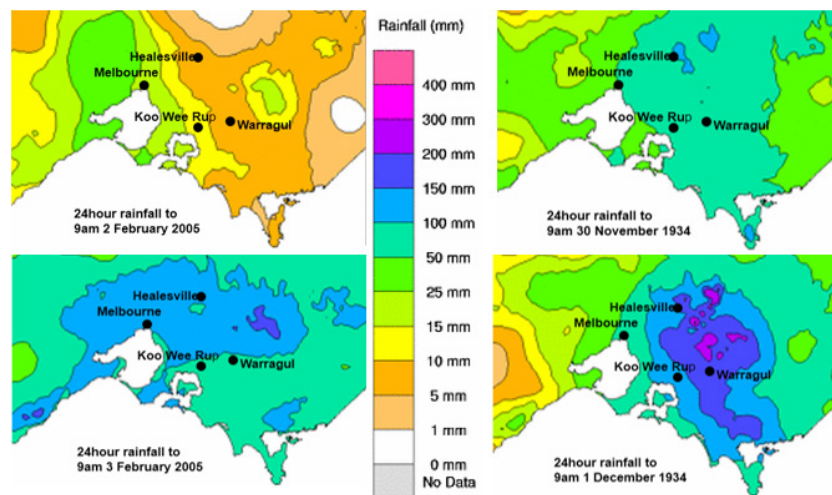 Healesville
Melbourne
Koo Wee Rup
Warragul
24hour rainfall to
9am 2 February 2005
Rainfall (mm)
400 mm
300 mm
200 mm
150 mm
100 mm
50 mm
25 mm
15 mm
10 mm
5 mm
1 mm
0 mm
No Data
Healesville
Melbourne
Koo Wee Rup
Warragul
24hour rainfall to
9am 30 November 1934
Healesville
Melbourne
Koo Wee Rup
Warragul
24hour rainfall to
9am 3 February 2005
Healesville
Melbourne
Koo Wee Rup
Warragul
24hour rainfall to
9am 1 December 1934